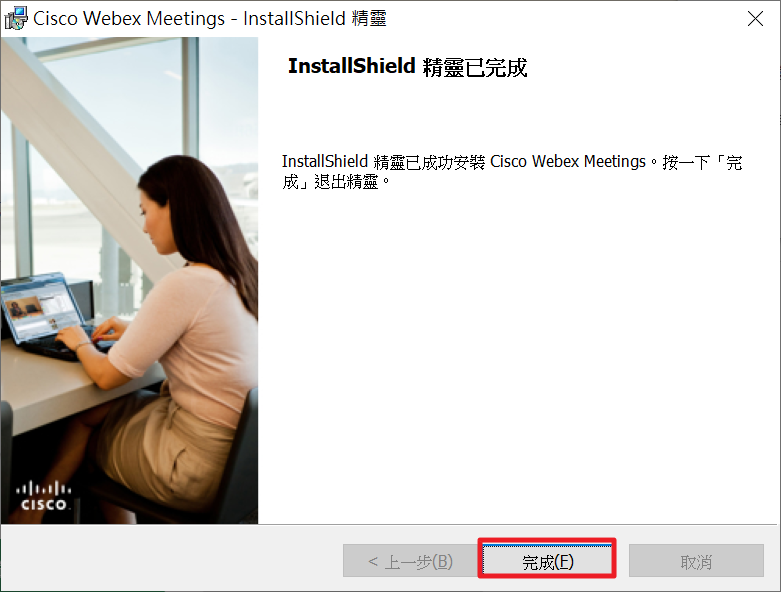 Cisco Webex Meetings - InstallShield 精靈
InstallShield 精靈已完成
InstallShield 精靈已成功安裝 Cisco Webex Meetings。按一下「完
成」退出精靈。
CISCO
< 上一步(B)
完成(F)
取消